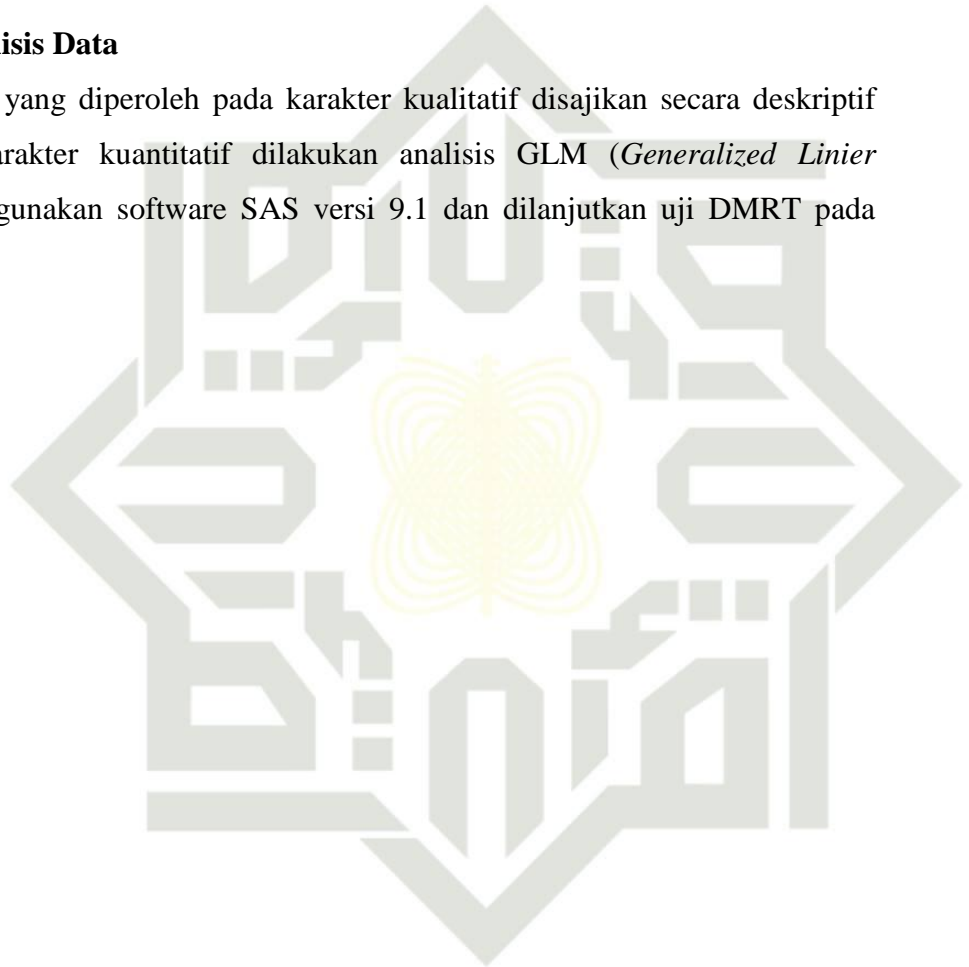 lisis Data
yang diperoleh pada karakter kualitatif disajikan secara deskriptif
arakter kuantitatif dilakukan analisis GLM (Generalized Linier
gunakan software SAS versi 9.1 dan dilanjutkan uji DMRT pada